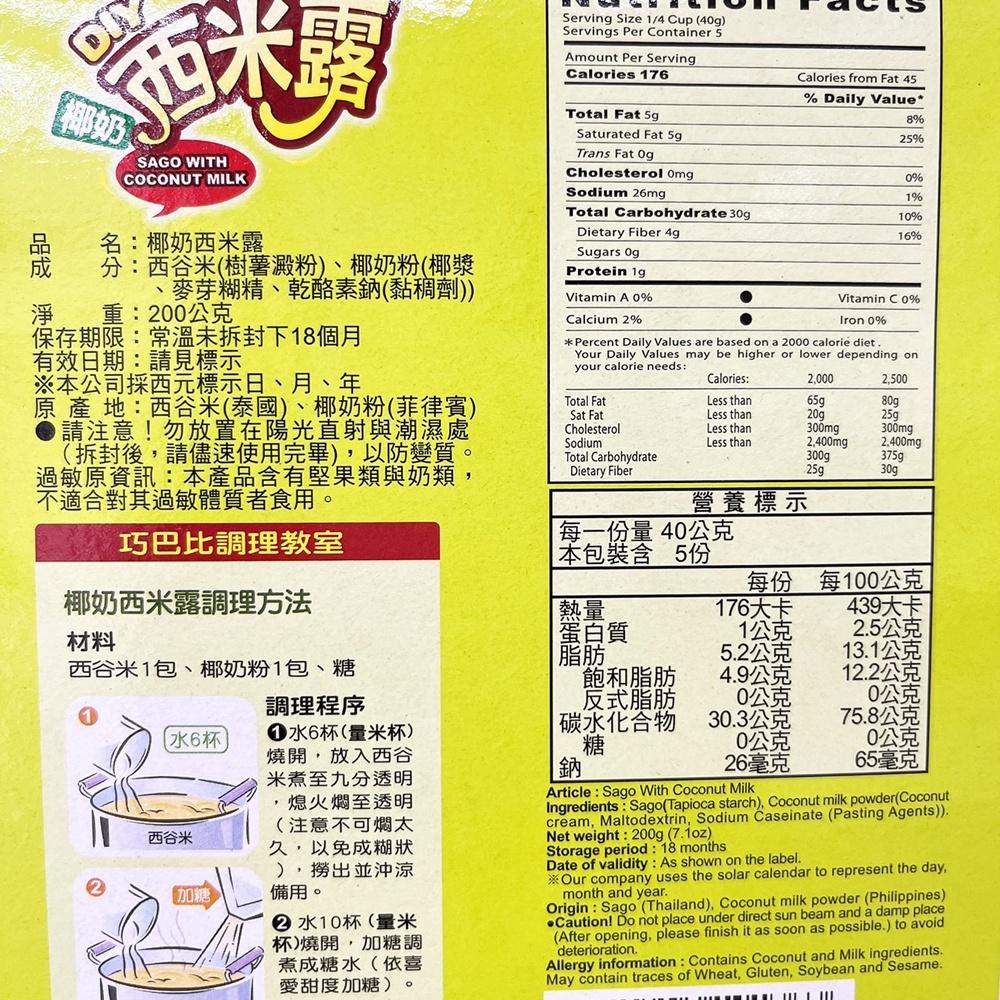 DIY
西米露
椰奶
SAGO WITH
COCONUT MILK
品　　名：椰奶西米露
成　　分：西谷米(樹薯澱粉)、椰奶粉(椰漿
、麥芽糊精、乾酪素鈉(黏稠劑))
淨　　重：200公克
保存期限：常溫未拆封下18個月
有效日期：請見標示
※本公司採西元標示日、月、年
原 產 地：西谷米(泰國)、椰奶粉(菲律賓)
●請注意！勿放置在陽光直射與潮濕處
（拆封後，請儘速使用完畢)，以防變質。
過敏原資訊：本產品含有堅果類與奶類，
不適合對其過敏體質者食用。
巧巴比調理教室
椰奶西米露調理方法
材料
西谷米1包、椰奶粉1包、糖
調理程序
1
水6杯
西谷米
❶水6杯(量米杯)
燒開，放入西谷
米煮至九分透明
，熄火燜至透明
（注意不可燜太
久，以免成糊狀
），撈出並沖涼
備用。
2
加糖
❷水10杯(量米
杯)燒開，加糖調
煮成糖水（依喜
愛甜度加糖）。
Nutrition Facts
Serving Size 1/4 Cup (40g)
Servings Per Container 5
Amount Per Serving
Calories 176 Calories from Fat 45
% Daily Value*
Total Fat 5g 8%
Saturated Fat 5g 25%
Trans Fat 0g
Cholesterol 0mg 0%
Sodium 26mg 1%
Total Carbohydrate 30g 10%
Dietary Fiber 4g 16%
Sugars 0g
Protein 1g
Vitamin A 0% ● Vitamin C 0%
Calcium 2% ● Iron 0%
*Percent Daily Values are based on a 2000 calorie diet .
Your Daily Values may be higher or lower depending on
your calorie needs:
Calories: 2,000 2,500
Total Fat Less than 65g 80g
Sat Fat Less than 20g 25g
Cholesterol Less than 300mg 300mg
Sodium Less than 2,400mg 2,400mg
Total Carbohydrate 300g 375g
Dietary Fiber 25g 30g
營養標示
每一份量 40公克
本包裝含 5份
每份 每100公克
熱量 176大卡 439大卡
蛋白質 1公克 2.5公克
脂肪 5.2公克 13.1公克
飽和脂肪 4.9公克 12.2公克
反式脂肪 0公克 0公克
碳水化合物 30.3公克 75.8公克
糖 0公克 0公克
鈉 26毫克 65毫克
Article : Sago With Coconut Milk
Ingredients : Sago(Tapioca starch), Coconut milk powder(Coconut
cream, Maltodextrin, Sodium Caseinate (Pasting Agents)).
Net weight : 200g (7.1oz)
Storage period : 18 months
Date of validity : As shown on the label.
※Our company uses the solar calendar to represent the day,
month and year.
Origin : Sago (Thailand), Coconut milk powder (Philippines)
●Caution! Do not place under direct sun beam and a damp place
(After opening, please finish it as soon as possible.) to avoid
deterioration.
Allergy information : Contains Coconut and Milk ingredients.
May contain traces of Wheat, Gluten, Soybean and Sesame.